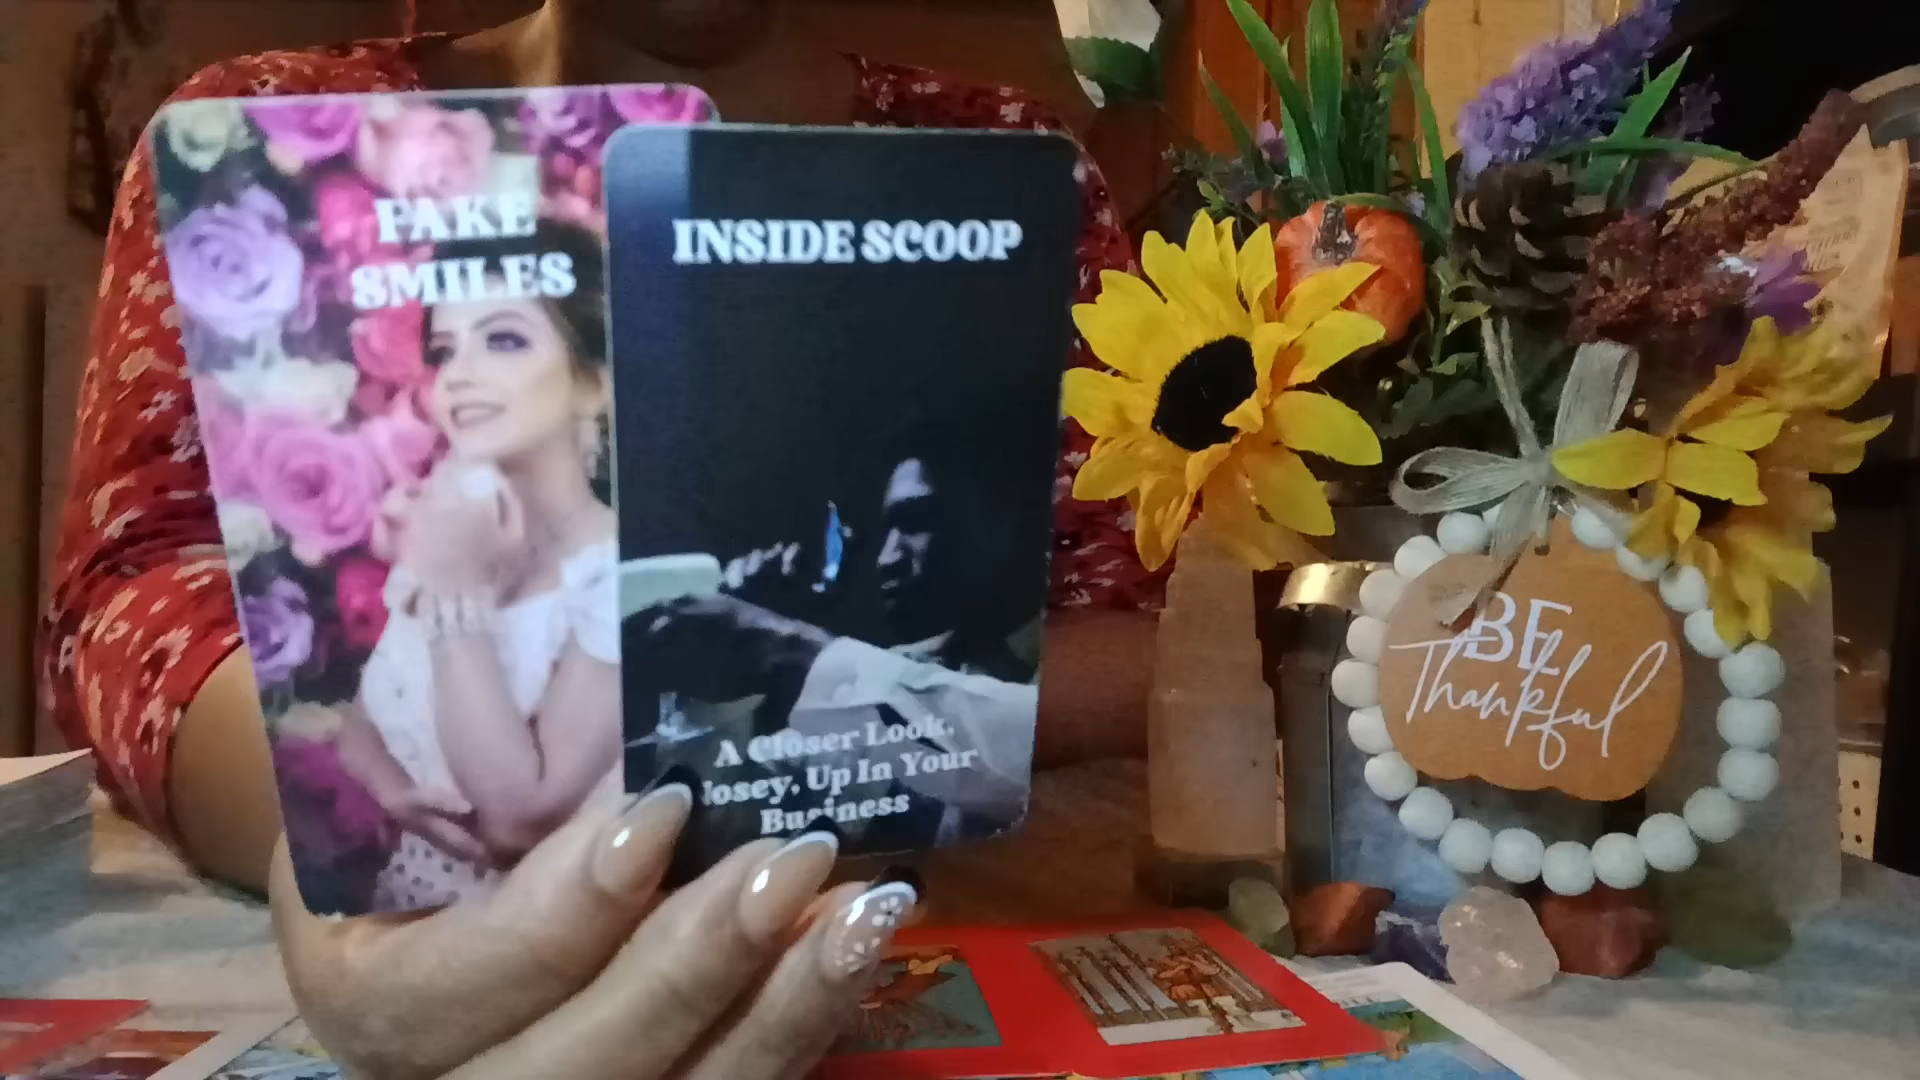 FAKE
SMILES
INSIDE SCOOP
A Closer Look,
Nosey, Up In Your
Business
BE
Thankful